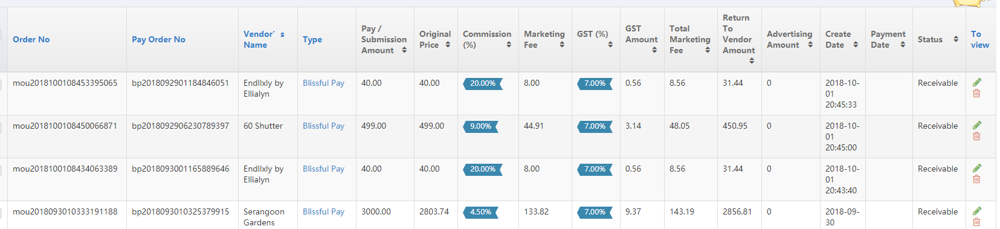 Order No Pay Order No Vendor’s Name Type Pay / Submission Amount Original Price Commission (%) Marketing Fee GST (%) GST Amount Total Marketing Fee Return To Vendor Amount Advertising Amount Create Date Payment Date Status To view
mou2018100108453395065 bp2018092901184846051 Endllxly by Ellialyn Blissful Pay 40.00 40.00 20.00% 8.00 7.00% 0.56 8.56 31.44 0 2018-10-01 20:45:33 Receivable
mou2018100108450066871 bp2018092906230789397 60 Shutter Blissful Pay 499.00 499.00 9.00% 44.91 7.00% 3.14 48.05 450.95 0 2018-10-01 20:45:00 Receivable
mou2018100108434063389 bp2018093001165889646 Endllxly by Ellialyn Blissful Pay 40.00 40.00 20.00% 8.00 7.00% 0.56 8.56 31.44 0 2018-10-01 20:43:40 Receivable
mou2018093010333191188 bp2018093010325379915 Serangoon Gardens Blissful Pay 3000.00 2803.74 4.50% 133.82 7.00% 9.37 143.19 2856.81 0 2018-09-30 Receivable